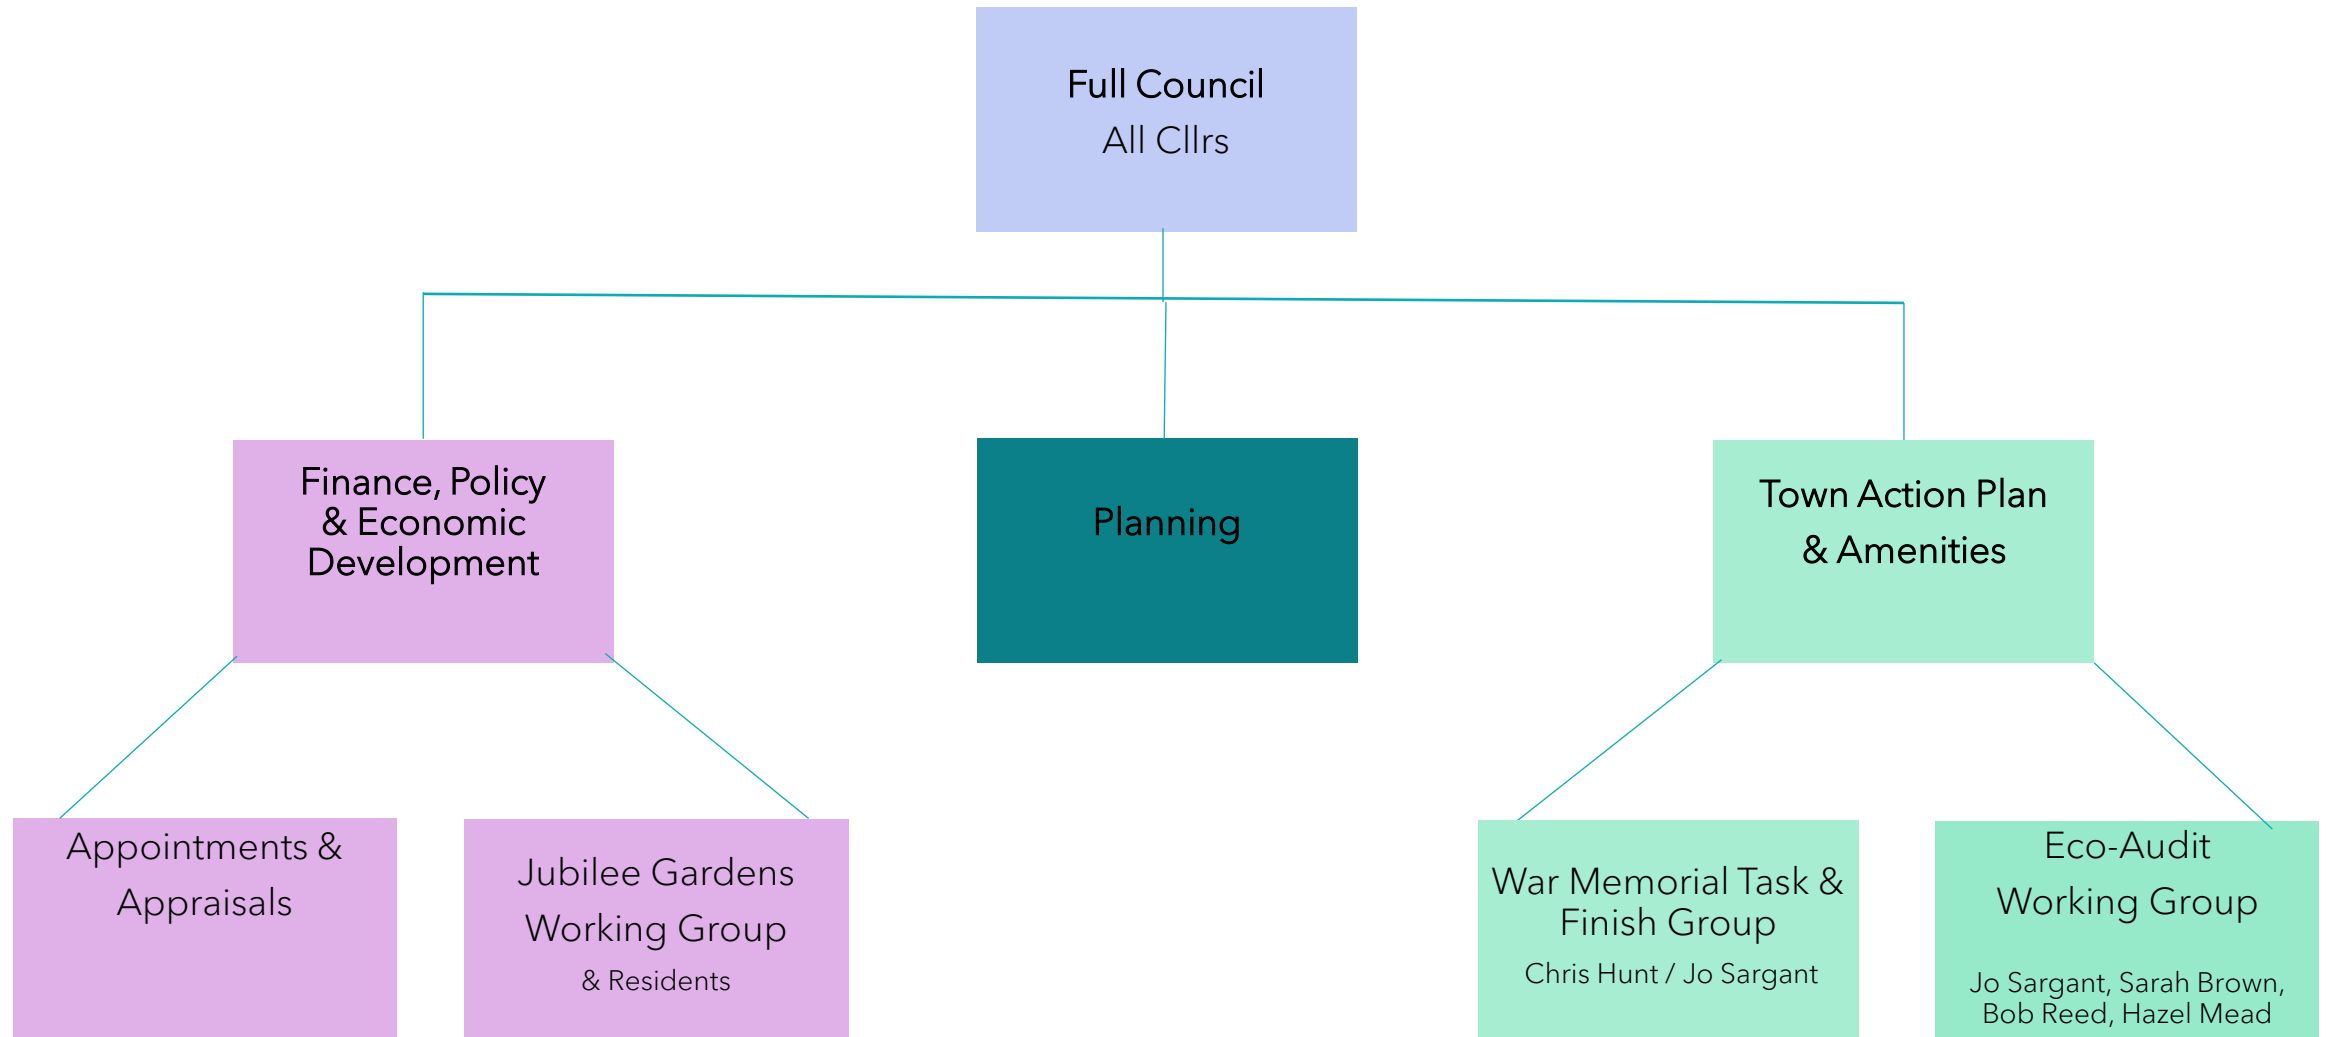 Full Council
All Cllrs
Finance, Policy
& Economic
Development
Planning
Town Action Plan
& Amenities
Appointments &
Appraisals
Jubilee Gardens
Working Group
& Residents
War Memorial Task &
Finish Group
Chris Hunt / Jo Sargant
Eco-Audit
Working Group
Jo Sargant, Sarah Brown,
Bob Reed, Hazel Mead